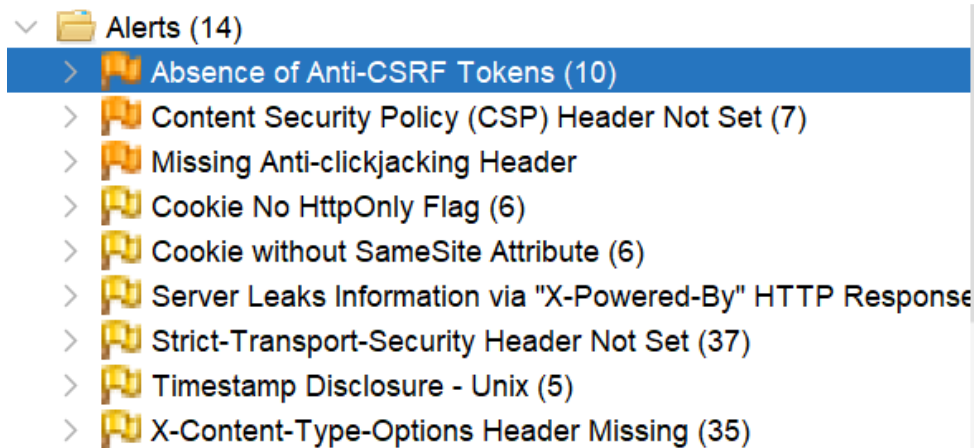 Alerts (14)
Absence of Anti-CSRF Tokens (10)
Content Security Policy (CSP) Header Not Set (7)
Missing Anti-clickjacking Header
Cookie No HttpOnly Flag (6)
Cookie without SameSite Attribute (6)
Server Leaks Information via "X-Powered-By" HTTP Response
Strict-Transport-Security Header Not Set (37)
Timestamp Disclosure - Unix (5)
X-Content-Type-Options Header Missing (35)